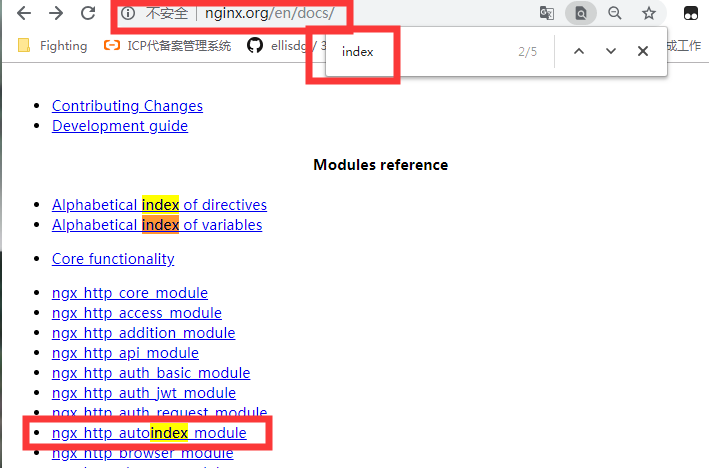 不安全 | nginx.org/en/docs/
Fighting ICP代备案管理系统 ellisdg / 3 成工作
index 2/5
Contributing Changes
Development guide
Modules reference
Alphabetical index of directives
Alphabetical index of variables
Core functionality
ngx_http_core_module
ngx_http_access_module
ngx_http_addition_module
ngx_http_api_module
ngx_http_auth_basic_module
ngx_http_auth_jwt_module
ngx_http_auth_request_module
ngx_http_autoindex_module
ngx_http_browser_module